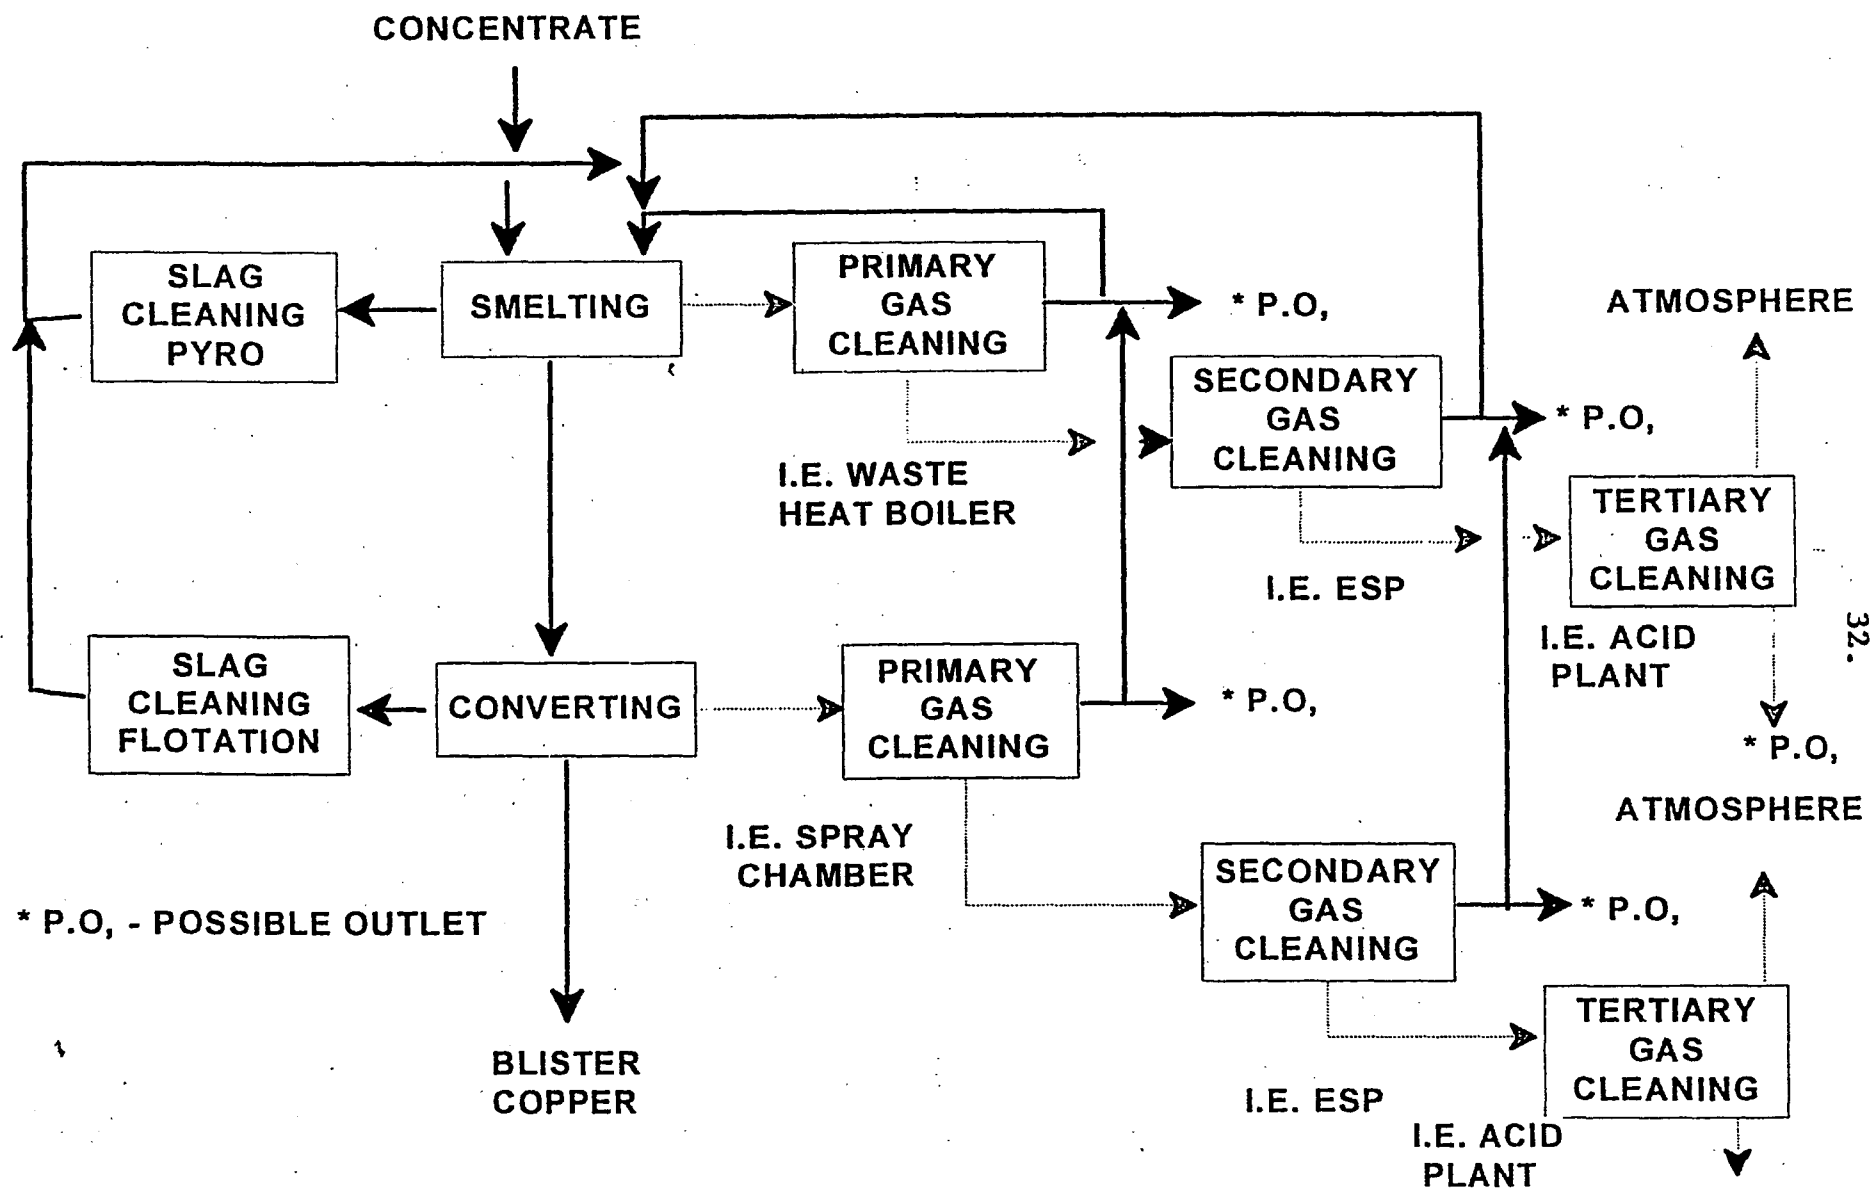 CONCENTRATE
SLAG
CLEANING
PYRO
SMELTING
PRIMARY
GAS
CLEANING
* P.O,
ATMOSPHERE
SECONDARY
GAS
CLEANING
* P.O,
I.E. WASTE
HEAT BOILER
TERTIARY
GAS
CLEANING
I.E. ESP
I.E. ACID
PLANT
32.
SLAG
CLEANING
FLOTATION
CONVERTING
PRIMARY
GAS
CLEANING
* P.O,
* P.O,
ATMOSPHERE
I.E. SPRAY
CHAMBER
SECONDARY
GAS
CLEANING
* P.O,
* P.O, - POSSIBLE OUTLET
TERTIARY
GAS
CLEANING
BLISTER
COPPER
I.E. ESP
I.E. ACID
PLANT